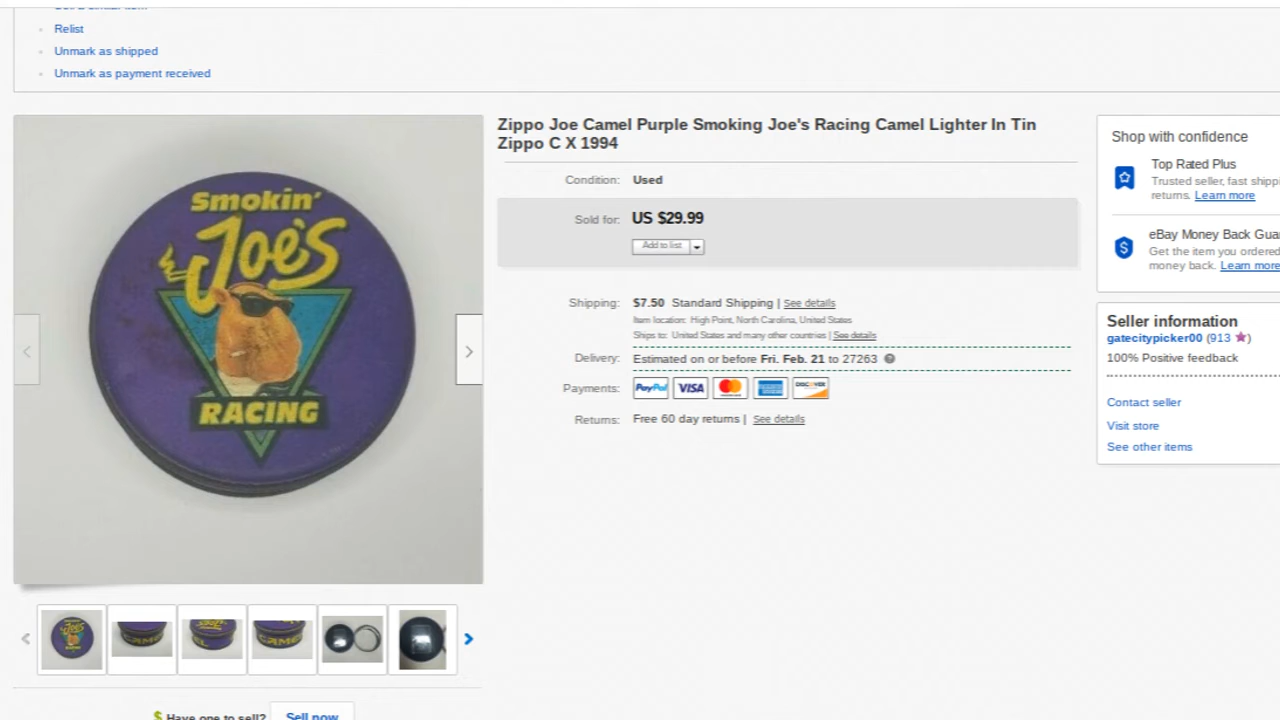 Relist
Unmark as shipped
Unmark as payment received
Smokin'
Joe's
RACING
Zippo Joe Camel Purple Smoking Joe's Racing Camel Lighter In Tin
Zippo C X 1994
Condition: Used
Sold for: US $29.99
Add to list
Shipping: $7.50 Standard Shipping | See details
Item location: High Point, North Carolina, United States
Ships to: United States and many other countries | See details
Delivery: Estimated on or before Fri. Feb. 21 to 27263
Payments: PayPal VISA MasterCard AMERICAN EXPRESS DISCOVER
Returns: Free 60 day returns | See details
Shop with confidence
Top Rated Plus
Trusted seller, fast shippi
returns. Learn more
eBay Money Back Gua
Get the item you ordered
money back. Learn more
Seller information
gatecitypicker00 (913)
100% Positive feedback
Contact seller
Visit store
See other items
$ Have one to sell? Sell now